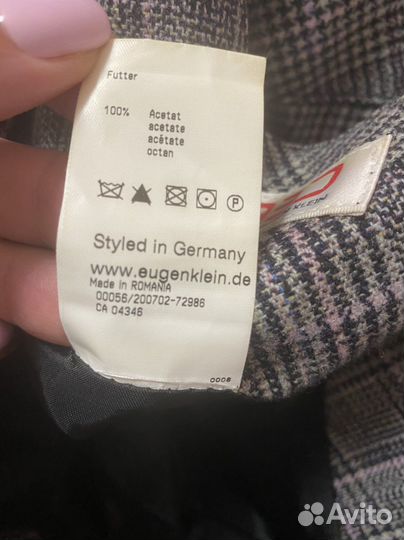 Futter
100% Acetat
acetate
acétate
octan
P
Styled in Germany
www.eugenklein.de
Made in ROMANIA
00056/200702-72986
CA 04346
0008
KLEIN
Avito